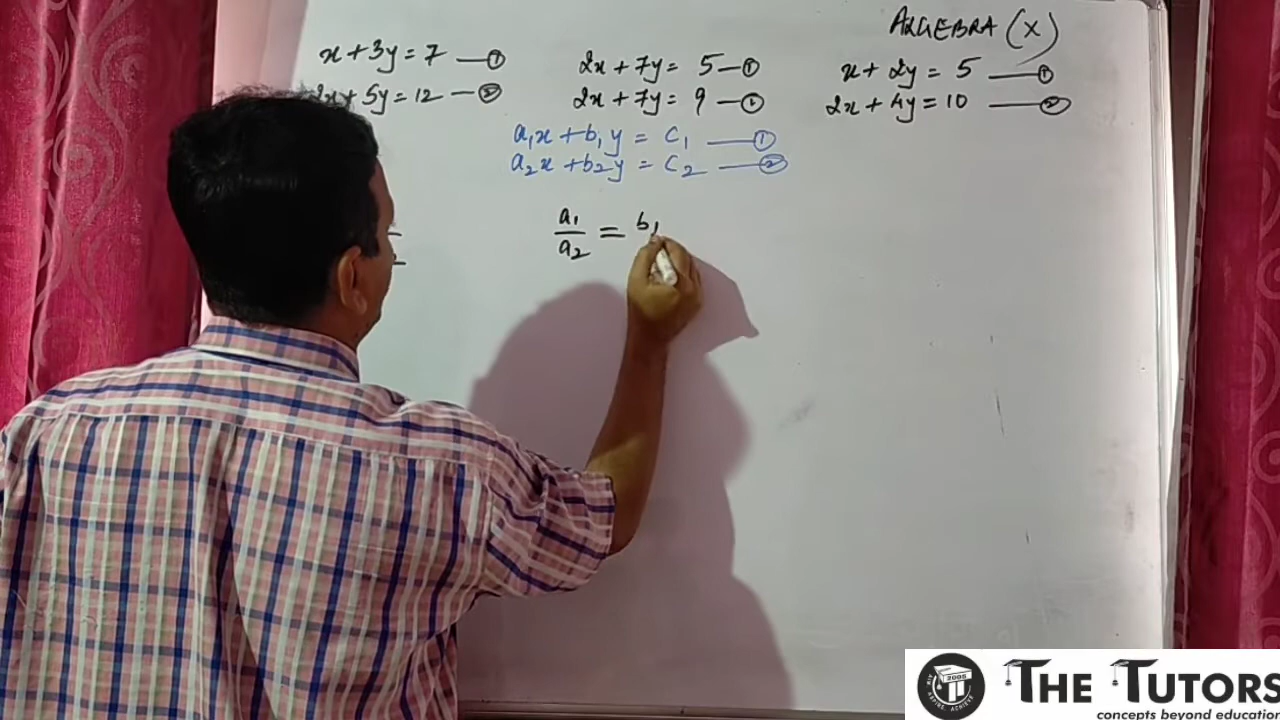 ALGEBRA (X)
x + 3y = 7 — ①
2x + 5y = 12 — ②
2x + 7y = 5 — ①
2x + 7y = 9 — ②
x + 2y = 5 — ①
2x + 4y = 10 — ②
a₁x + b₁y = C₁ — ①
a₂x + b₂y = C₂ — ②
a₁/a₂ = b₁
2005
THE TUTORS
concepts beyond education